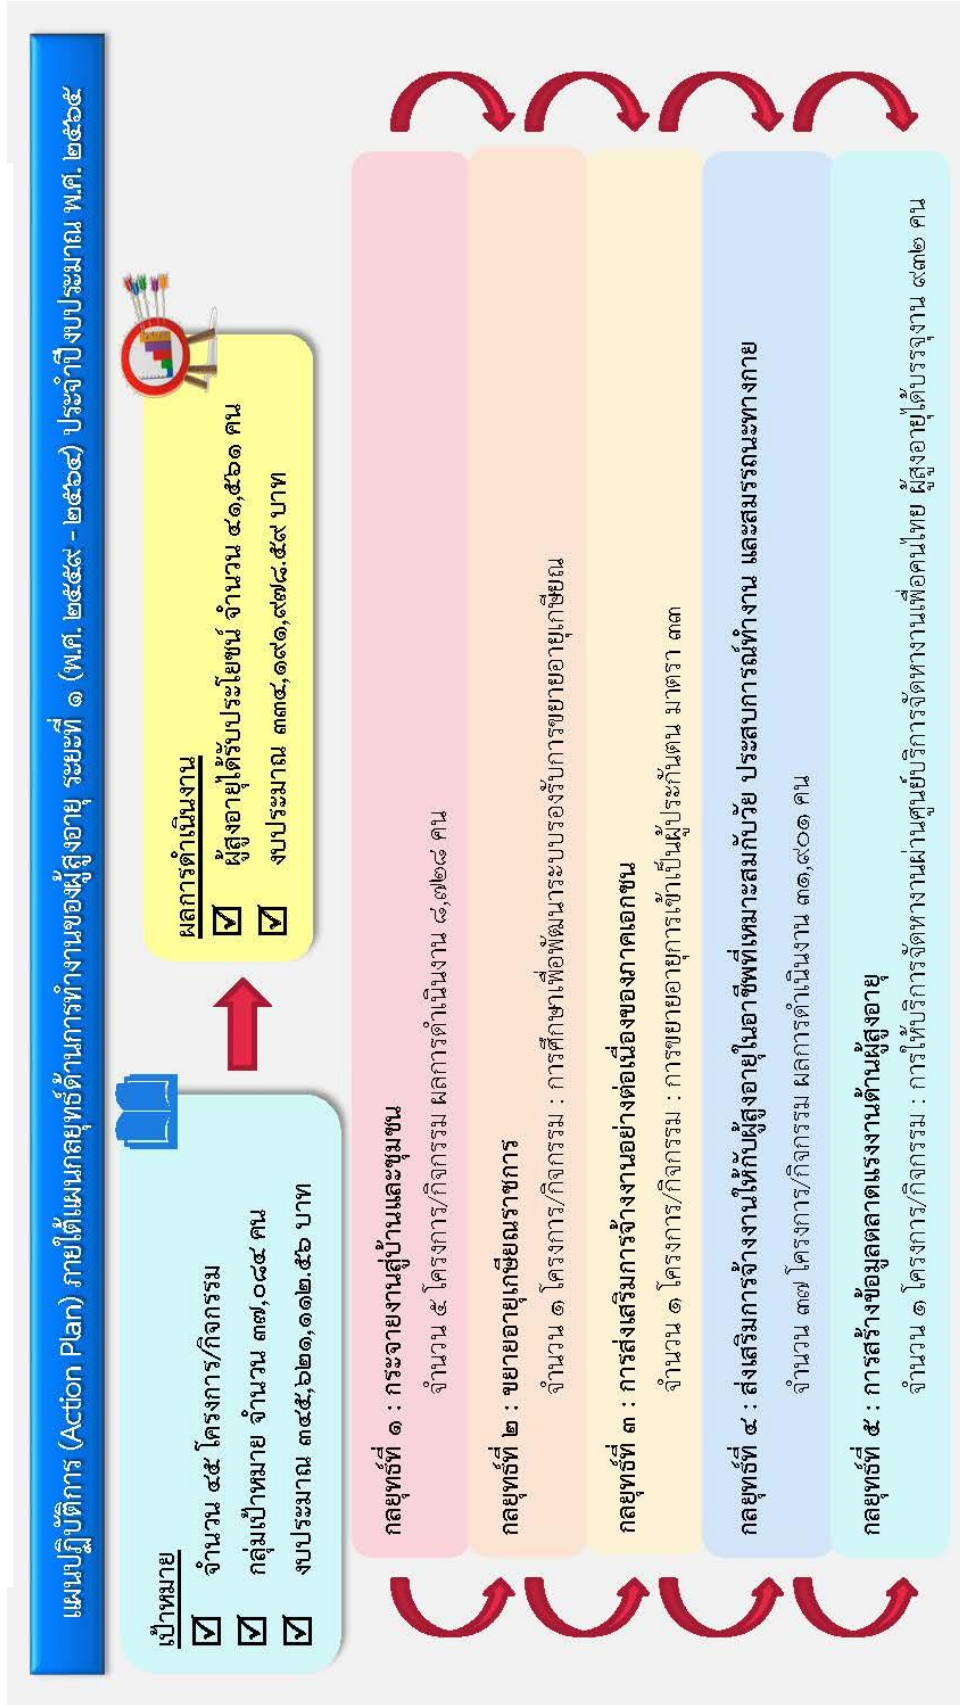 แผนปฏิบัติการ (Action Plan) ภายใต้แผนกลยุทธ์ด้านการทำงานของผู้สูงอายุ ระยะที่ ๑ (พ.ศ. ๒๕๕๙ - ๒๕๖๔) ประจำปีงบประมาณ พ.ศ. ๒๕๖๕
เป้าหมาย
จำนวน ๔๕ โครงการ/กิจกรรม
กลุ่มเป้าหมาย จำนวน ๓๗,๐๘๔ คน
งบประมาณ ๓๔๕,๖๒๑,๑๑๒.๕๖ บาท
ผลการดำเนินงาน
ผู้สูงอายุได้รับประโยชน์ จำนวน ๔๑,๕๖๑ คน
งบประมาณ ๓๓๔,๑๙๑,๙๗๘.๕๙ บาท
กลยุทธ์ที่ ๑ : กระจายงานสู่บ้านและชุมชน
จำนวน ๕ โครงการ/กิจกรรม ผลการดำเนินงาน ๘,๗๒๘ คน
กลยุทธ์ที่ ๒ : ขยายอายุเกษียณราชการ
จำนวน ๑ โครงการ/กิจกรรม : การศึกษาเพื่อพัฒนาระบบรองรับการขยายอายุเกษียณ
กลยุทธ์ที่ ๓ : การส่งเสริมการจ้างงานอย่างต่อเนื่องของภาคเอกชน
จำนวน ๑ โครงการ/กิจกรรม : การขยายอายุการเข้าเป็นผู้ประกันตน มาตรา ๓๓
กลยุทธ์ที่ ๔ : ส่งเสริมการจ้างงานให้กับผู้สูงอายุในอาชีพที่เหมาะสมกับวัย ประสบการณ์ทำงาน และสมรรถนะทางกาย
จำนวน ๓๗ โครงการ/กิจกรรม ผลการดำเนินงาน ๓๑,๙๐๑ คน
กลยุทธ์ที่ ๕ : การสร้างข้อมูลตลาดแรงงานด้านผู้สูงอายุ
จำนวน ๑ โครงการ/กิจกรรม : การให้บริการจัดหางานผ่านศูนย์บริการจัดหางานเพื่อคนไทย ผู้สูงอายุได้บรรจุงาน ๙๓๒ คน